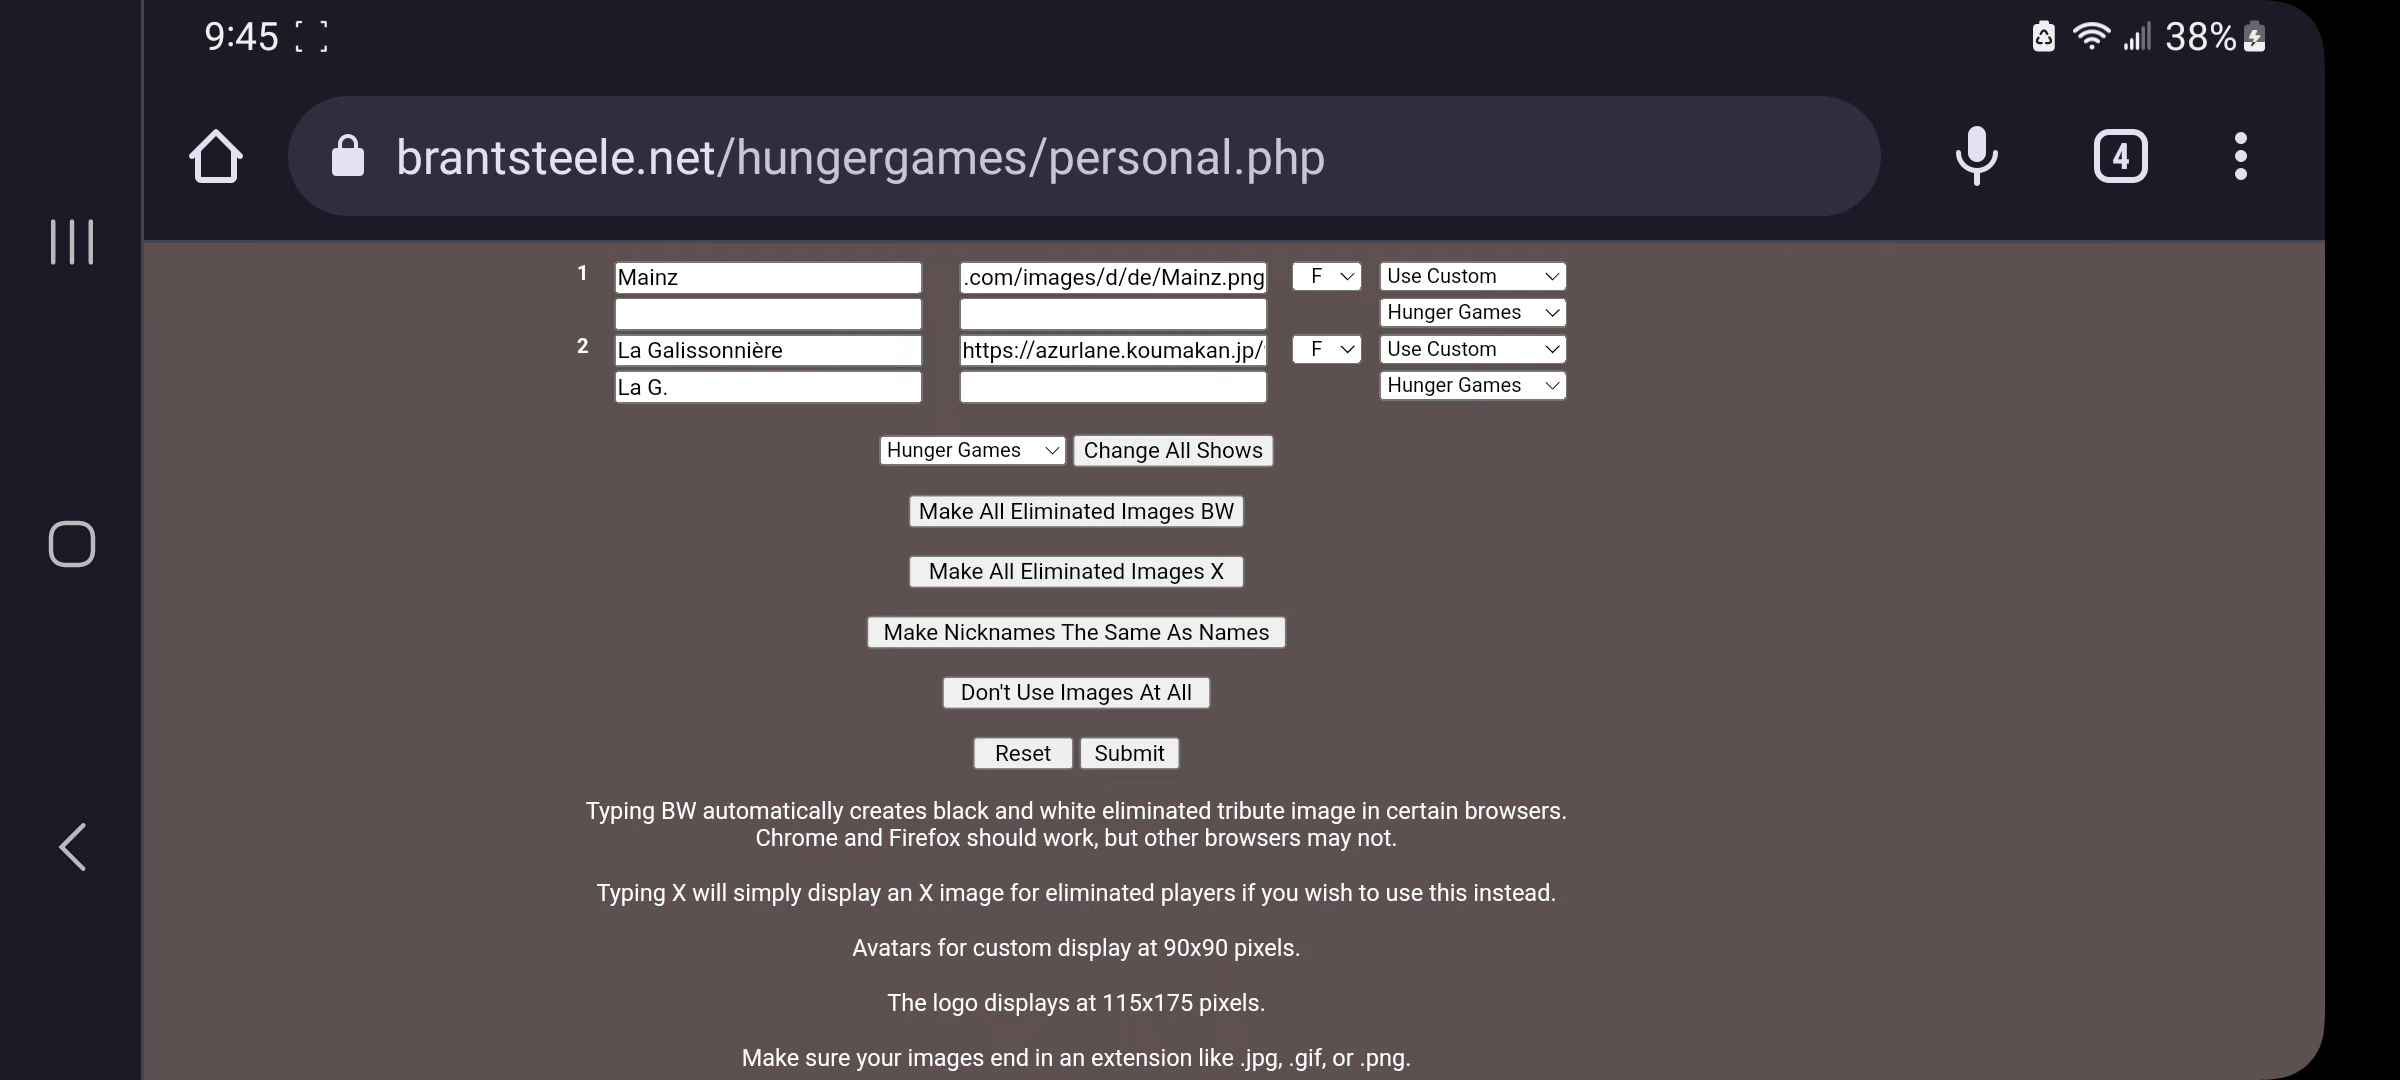 9:45 38%
brantsteele.net/hungergames/personal.php 4
1 Mainz .com/images/d/de/Mainz.png F Use Custom
Hunger Games
2 La Galissonnière https://azurlane.koumakan.jp/ F Use Custom
La G. Hunger Games
Hunger Games Change All Shows
Make All Eliminated Images BW
Make All Eliminated Images X
Make Nicknames The Same As Names
Don't Use Images At All
Reset Submit
Typing BW automatically creates black and white eliminated tribute image in certain browsers.
Chrome and Firefox should work, but other browsers may not.
Typing X will simply display an X image for eliminated players if you wish to use this instead.
Avatars for custom display at 90x90 pixels.
The logo displays at 115x175 pixels.
Make sure your images end in an extension like .jpg, .gif, or .png.